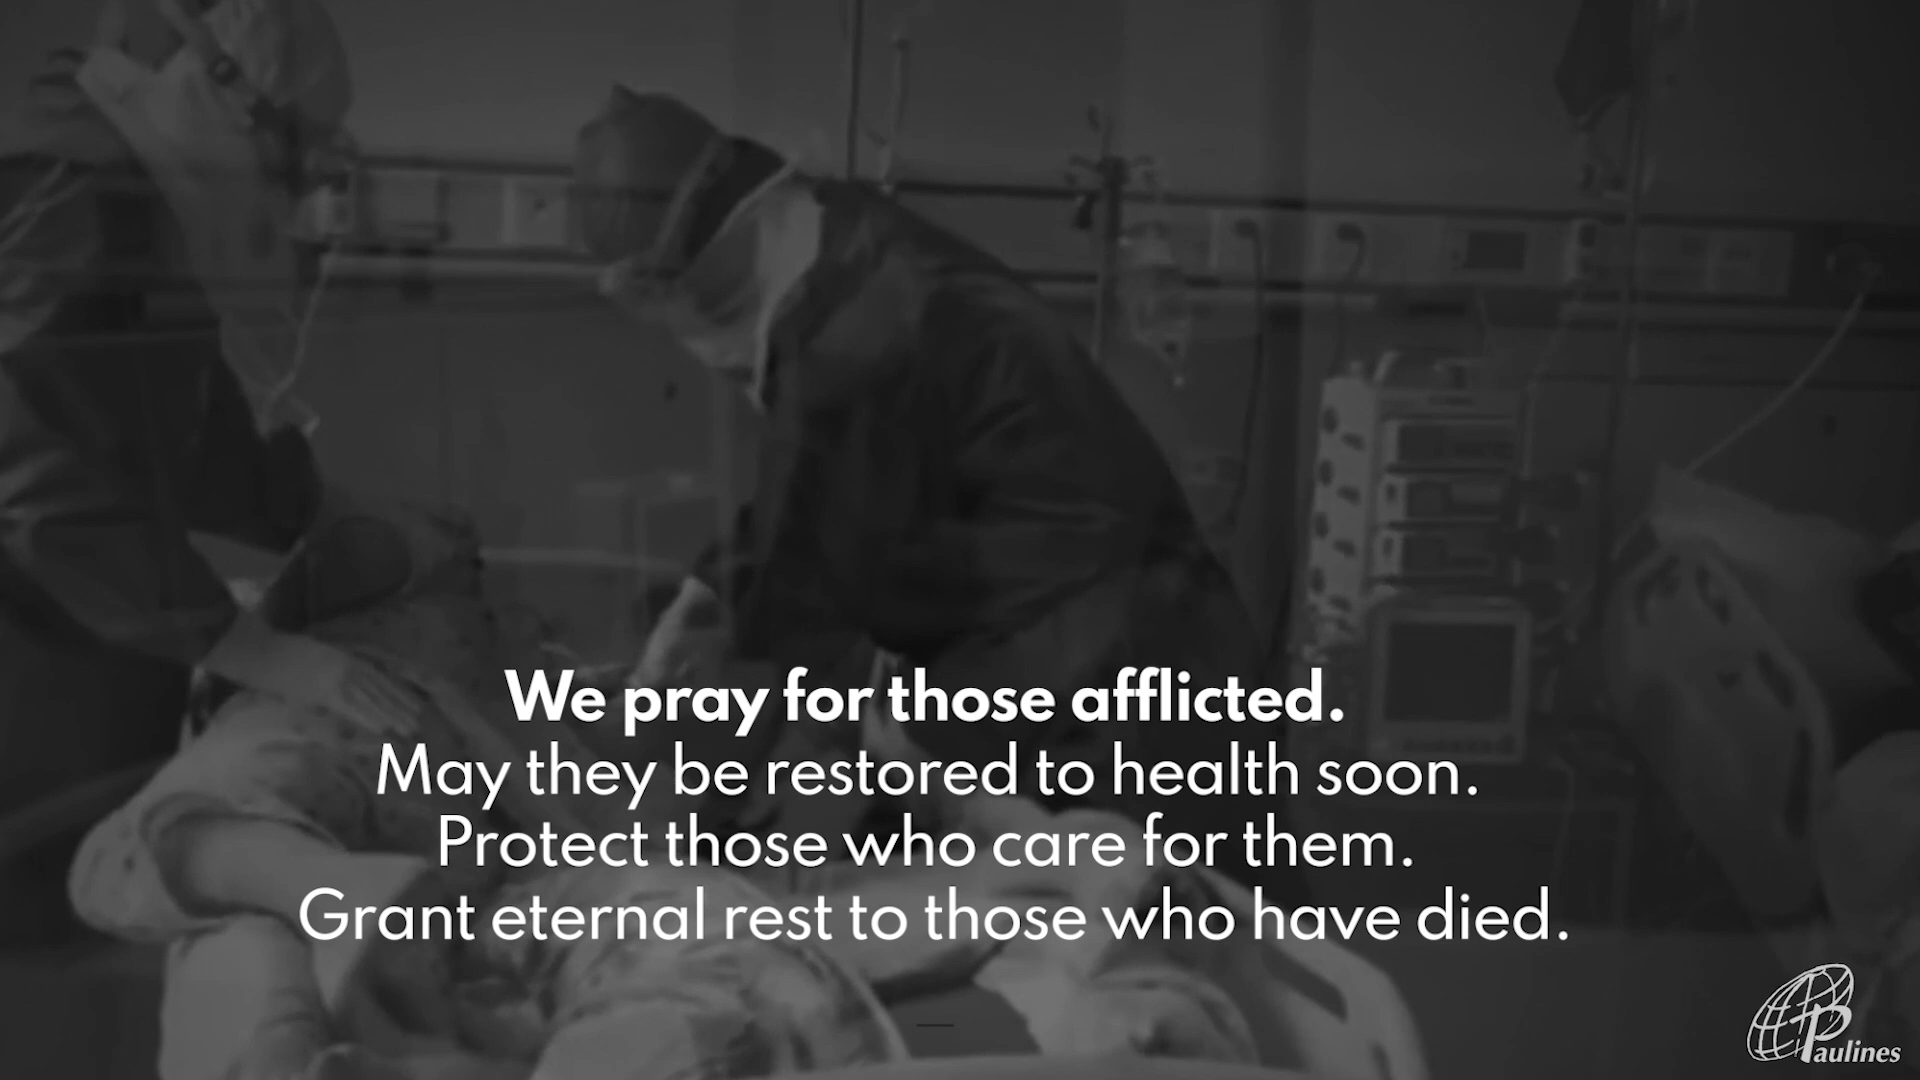 We pray for those afflicted.
May they be restored to health soon.
Protect those who care for them.
Grant eternal rest to those who have died.
Paulines